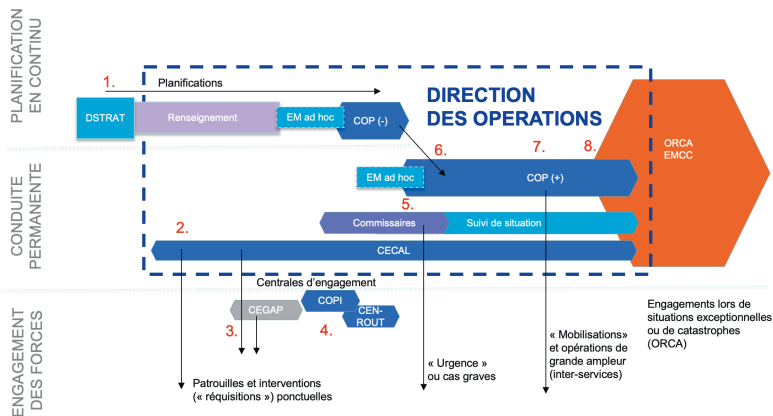 PLANIFICATION
EN CONTINU
1.
Planifications
DSTRAT
Renseignement
EM ad hoc
COP (-)
DIRECTION
DES OPERATIONS
6.
7.
8.
ORCA
EMCC
CONDUITE
PERMANENTE
EM ad hoc
COP (+)
5.
Commissaires
Suivi de situation
2.
CECAL
ENGAGEMENT
DES FORCES
Centrales d'engagement
COPI
CEGAP
CEN-
ROUT
3.
4.
Patrouilles et interventions
(« réquisitions ») ponctuelles
« Urgence »
ou cas graves
« Mobilisations»
et opérations de
grande ampleur
(inter-services)
Engagements lors de
situations exceptionnelles
ou de catastrophes
(ORCA)